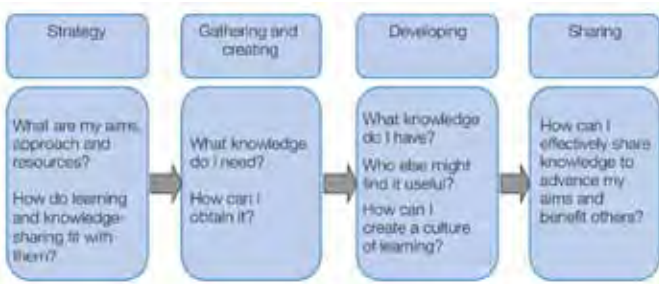 Strategy
Gathering and
creating
Developing
Sharing
What are my aims,
approach and
resources?
How do learning
and knowledge-
sharing fit with
them?
What knowledge
do I need?
How can I
obtain it?
What knowledge
do I have?
Who else might
find it useful?
How can I
create a culture
of learning?
How can I
effectively share
knowledge to
advance my
aims and
benefit others?